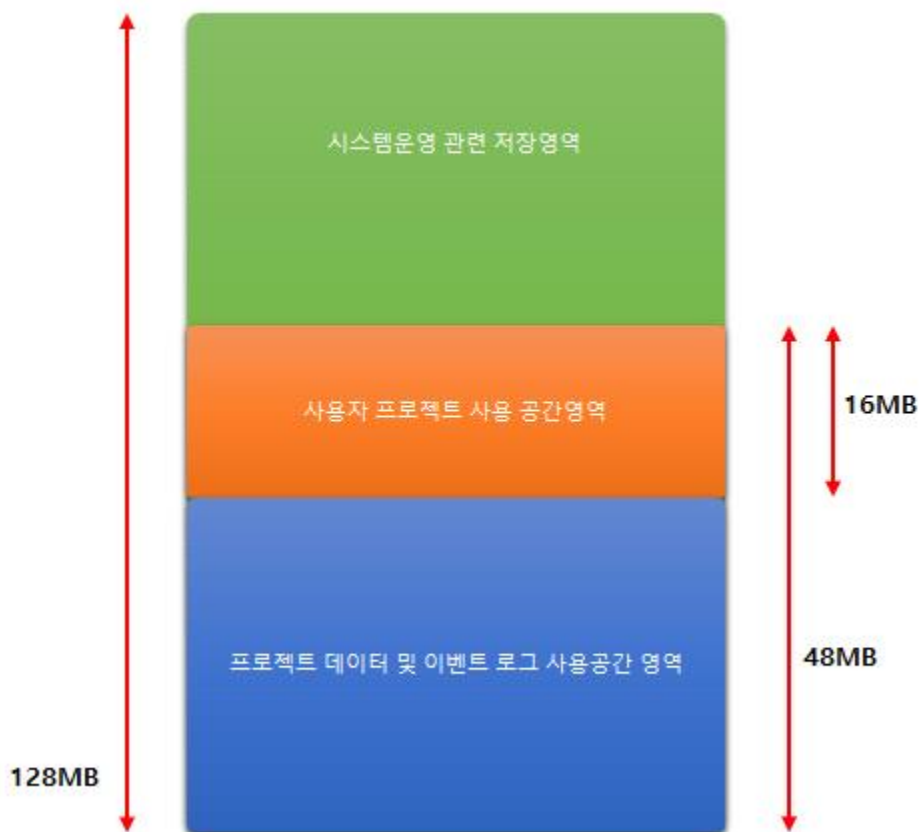 시스템운영 관련 저장영역
사용자 프로젝트 사용 공간영역
16MB
프로젝트 데이터 및 이벤트 로그 사용공간 영역
48MB
128MB